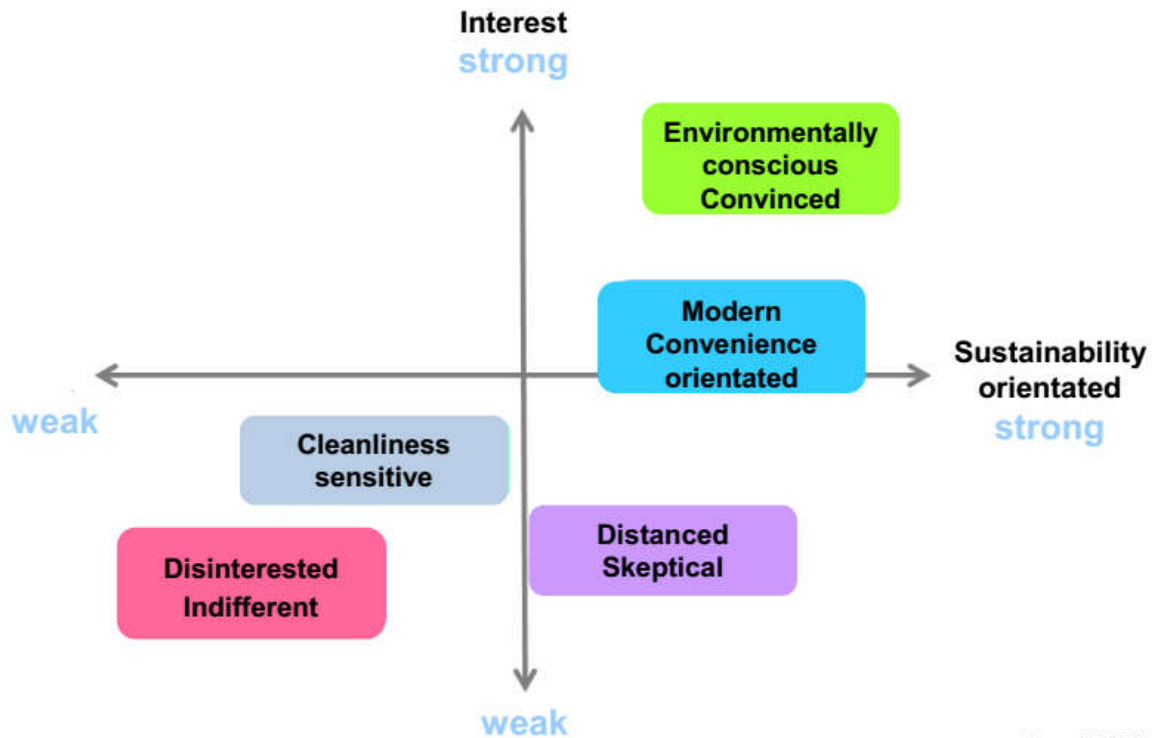 Interest
strong
Environmentally
conscious
Convinced
Modern
Convenience
orientated
Sustainability
orientated
strong
weak
Cleanliness
sensitive
Distanced
Skeptical
Disinterested
Indifferent
weak